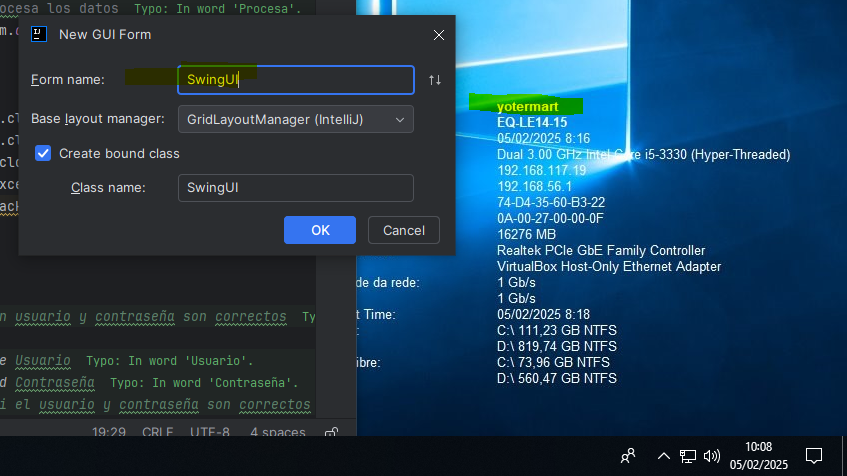 ocesa los datos Typo: In word 'Procesa'.
New GUI Form
Form name:
SwingUI
Base layout manager:
GridLayoutManager (IntelliJ)
Create bound class
Class name:
SwingUI
OK
Cancel
n usuario y contraseña son correctos Ty
e Usuario Typo: In word 'Usuario'.
d Contraseña Typo: In word 'Contraseña'.
i el usuario y contraseña son correctos
19:29 CRLF UTF-8 4 spaces
yotermart
EQ-LE14-15
05/02/2025 8:16
Dual 3.00 GHz Intel Core i5-3330 (Hyper-Threaded)
192.168.117.19
192.168.56.1
74-D4-35-60-B3-22
0A-00-27-00-00-0F
16276 MB
Realtek PCIe GbE Family Controller
VirtualBox Host-Only Ethernet Adapter
de da rede: 1 Gb/s
1 Gb/s
t Time: 05/02/2025 8:18
: C:\ 111,23 GB NTFS
D:\ 819,74 GB NTFS
ibre: C:\ 73,96 GB NTFS
D:\ 560,47 GB NTFS
10:08
05/02/2025